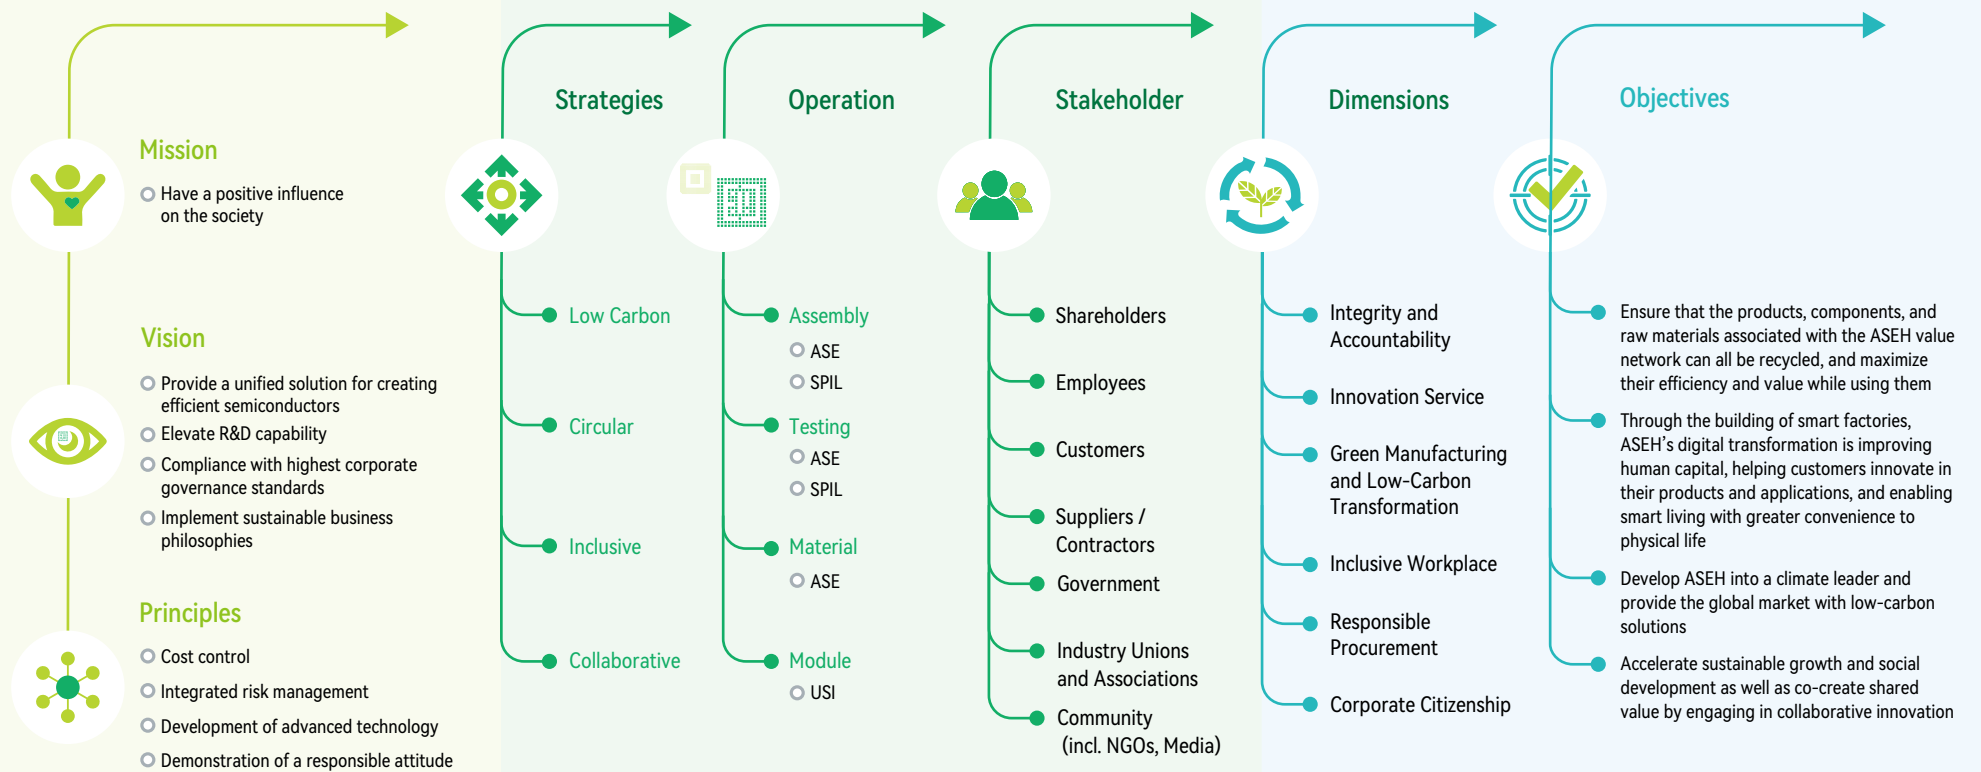 Mission
Have a positive influence
on the society
Vision
Provide a unified solution for creating
efficient semiconductors
Elevate R&D capability
Compliance with highest corporate
governance standards
Implement sustainable business
philosophies
Principles
Cost control
Integrated risk management
Development of advanced technology
Demonstration of a responsible attitude
Strategies
Low Carbon
Circular
Inclusive
Collaborative
Operation
Assembly
ASE
SPIL
Testing
ASE
SPIL
Material
ASE
Module
USI
Stakeholder
Shareholders
Employees
Customers
Suppliers /
Contractors
Government
Industry Unions
and Associations
Community
(incl. NGOs, Media)
Dimensions
Integrity and
Accountability
Innovation Service
Green Manufacturing
and Low-Carbon
Transformation
Inclusive Workplace
Responsible
Procurement
Corporate Citizenship
Objectives
Ensure that the products, components, and
raw materials associated with the ASEH value
network can all be recycled, and maximize
their efficiency and value while using them
Through the building of smart factories,
ASEH's digital transformation is improving
human capital, helping customers innovate in
their products and applications, and enabling
smart living with greater convenience to
physical life
Develop ASEH into a climate leader and
provide the global market with low-carbon
solutions
Accelerate sustainable growth and social
development as well as co-create shared
value by engaging in collaborative innovation